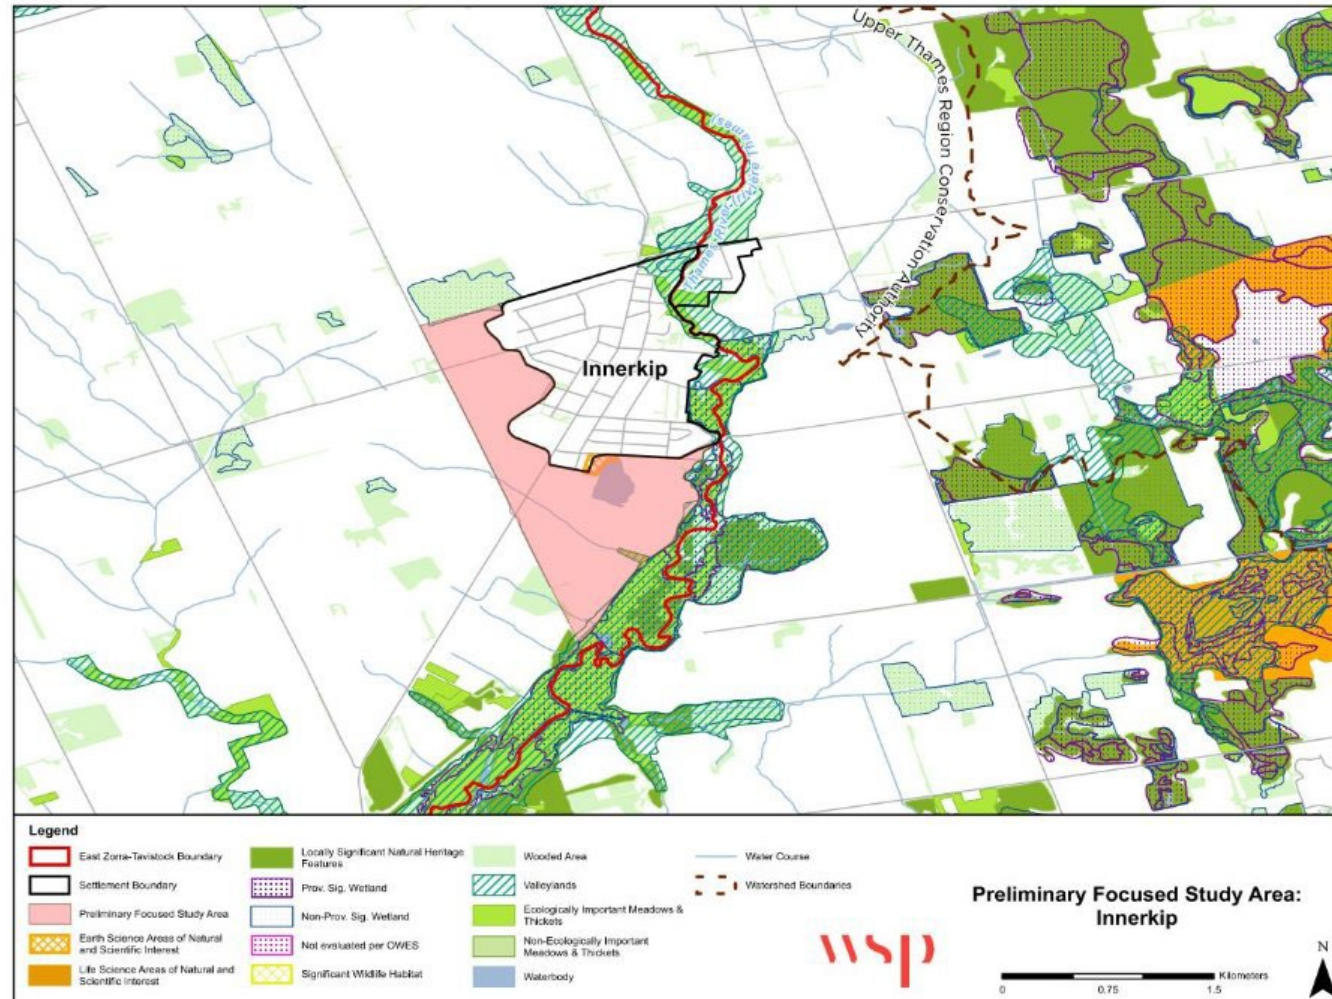 Upper Thames Region Conservation Authority
Thames River (rivière Thames)
Innerkip
Legend
East Zorra-Tavistock Boundary
Settlement Boundary
Preliminary Focused Study Area
Earth Science Areas of Natural
and Scientific Interest
Life Science Areas of Natural and
Scientific Interest
Locally Significant Natural Heritage
Features
Prov. Sig. Wetland
Non-Prov. Sig. Wetland
Not evaluated per OWES
Significant Wildlife Habitat
Wooded Area
Valleylands
Ecologically Important Meadows &
Thickets
Non-Ecologically Important
Meadows & Thickets
Waterbody
Water Course
Watershed Boundaries
wsp
Preliminary Focused Study Area:
Innerkip
0 0.75 1.5
Kilometers
N